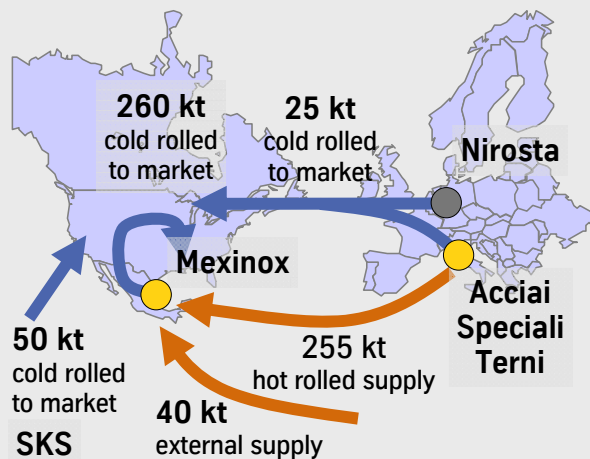 260 kt
cold rolled
to market
25 kt
cold rolled
to market
Nirosta
Mexinox
Acciai
Speciali
Terni
50 kt
cold rolled
to market
SKS
255 kt
hot rolled supply
40 kt
external supply